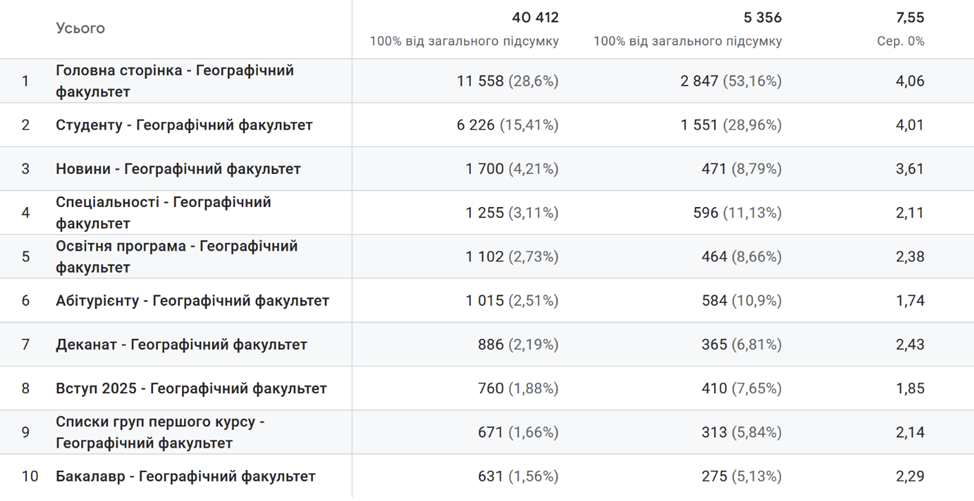 Усього 40 412 5 356 7,55
100% від загального підсумку 100% від загального підсумку Сер. 0%
1 Головна сторінка - Географічний факультет 11 558 (28,6%) 2 847 (53,16%) 4,06
2 Студенту - Географічний факультет 6 226 (15,41%) 1 551 (28,96%) 4,01
3 Новини - Географічний факультет 1 700 (4,21%) 471 (8,79%) 3,61
4 Спеціальності - Географічний факультет 1 255 (3,11%) 596 (11,13%) 2,11
5 Освітня програма - Географічний факультет 1 102 (2,73%) 464 (8,66%) 2,38
6 Абітурієнту - Географічний факультет 1 015 (2,51%) 584 (10,9%) 1,74
7 Деканат - Географічний факультет 886 (2,19%) 365 (6,81%) 2,43
8 Вступ 2025 - Географічний факультет 760 (1,88%) 410 (7,65%) 1,85
9 Списки груп першого курсу - Географічний факультет 671 (1,66%) 313 (5,84%) 2,14
10 Бакалавр - Географічний факультет 631 (1,56%) 275 (5,13%) 2,29